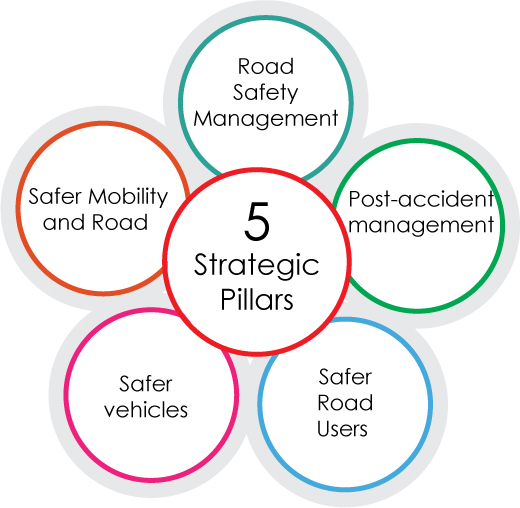 Road
Safety
Management
Safer Mobility
and Road
Post-accident
management
5
Strategic
Pillars
Safer
vehicles
Safer
Road
Users